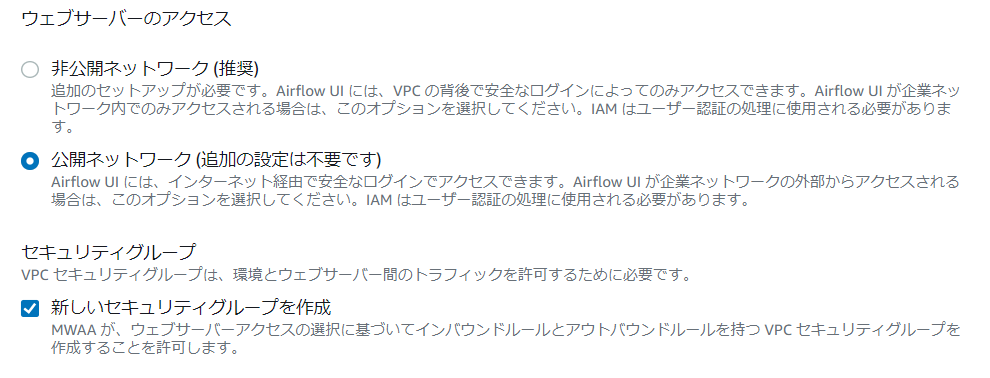 ウェブサーバーのアクセス
非公開ネットワーク (推奨)
追加のセットアップが必要です。Airflow UI には、VPC の背後で安全なログインによってのみアクセスできます。Airflow UI が企業ネッ
トワーク内でのみアクセスされる場合は、このオプションを選択してください。IAM はユーザー認証の処理に使用される必要がありま
す。
公開ネットワーク (追加の設定は不要です)
Airflow UI には、インターネット経由で安全なログインでアクセスできます。Airflow UI が企業ネットワークの外部からアクセスされる
場合は、このオプションを選択してください。IAM はユーザー認証の処理に使用される必要があります。
セキュリティグループ
VPC セキュリティグループは、環境とウェブサーバー間のトラフィックを許可するために必要です。
新しいセキュリティグループを作成
MWAA が、ウェブサーバーアクセスの選択に基づいてインバウンドルールとアウトバウンドルールを持つ VPC セキュリティグループを
作成することを許可します。